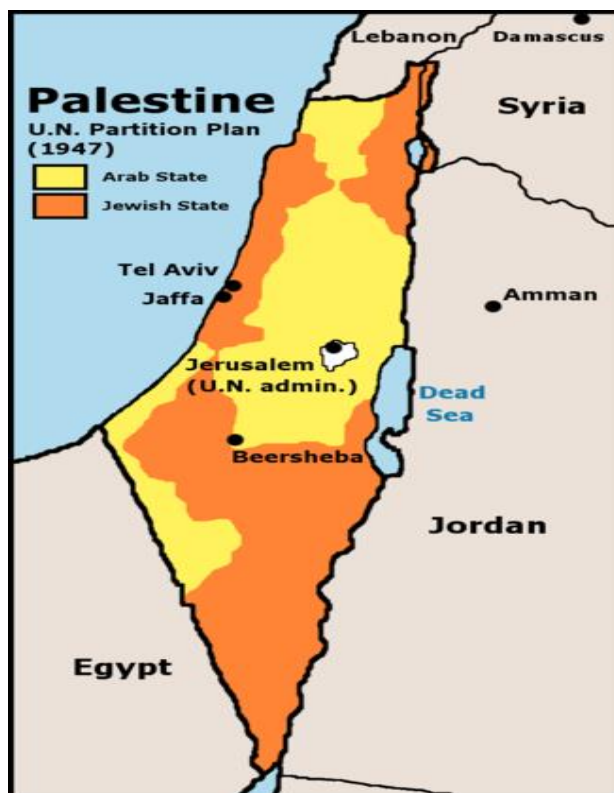 Lebanon
Damascus
Palestine
U.N. Partition Plan
(1947)
Syria
Arab State
Jewish State
Tel Aviv
Jaffa
Amman
Jerusalem
(U.N. admin.)
Dead
Sea
Beersheba
Jordan
Egypt